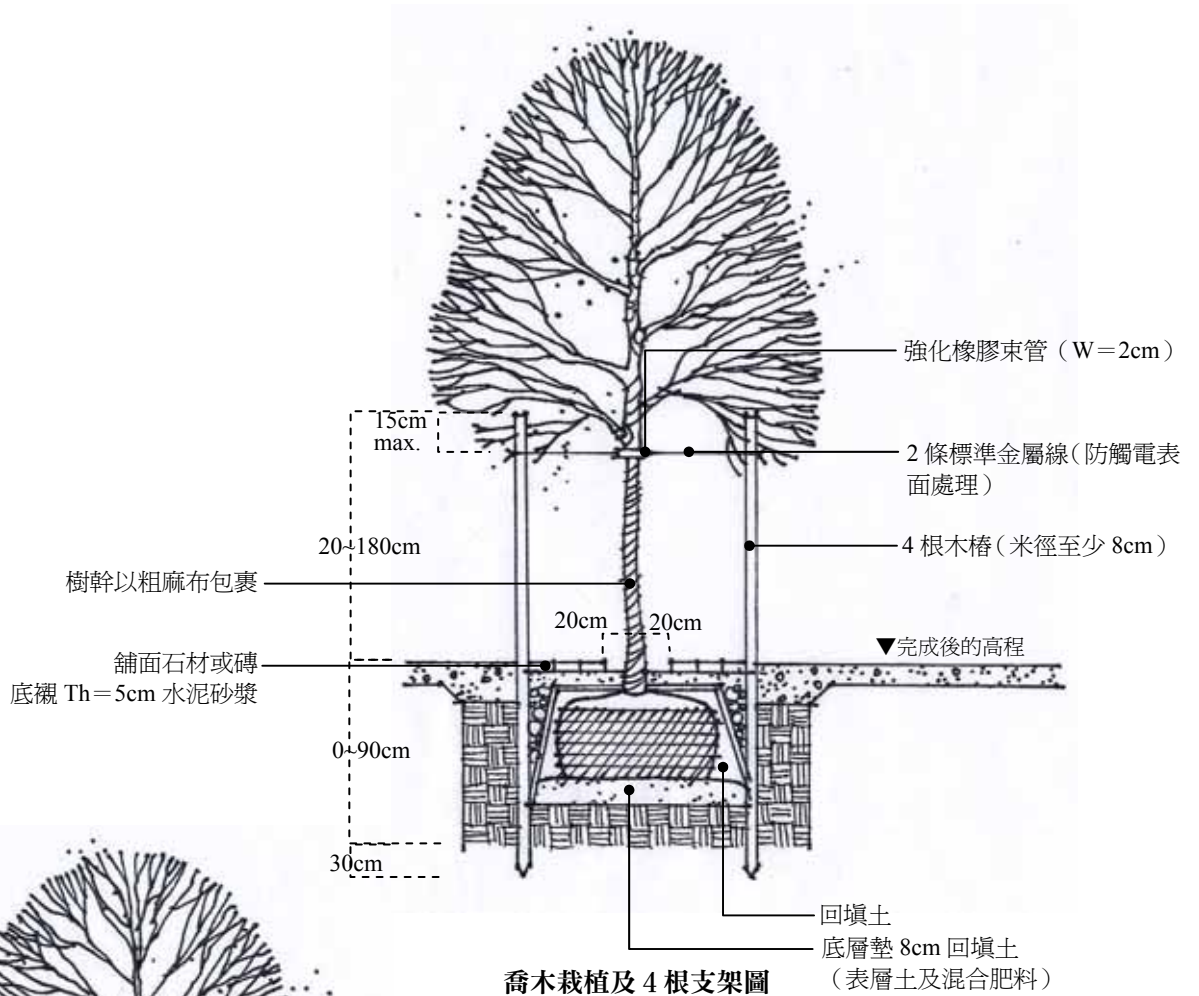 強化橡膠束管（W＝2cm）
15cm
max.
2 條標準金屬線（防觸電表
面處理）
20~180cm
4 根木樁（米徑至少 8cm）
樹幹以粗麻布包裹
20cm
20cm
▼完成後的高程
舖面石材或磚
底襯 Th＝5cm 水泥砂漿
0~90cm
30cm
回填土
底層墊 8cm 回填土
（表層土及混合肥料）
喬木栽植及 4 根支架圖